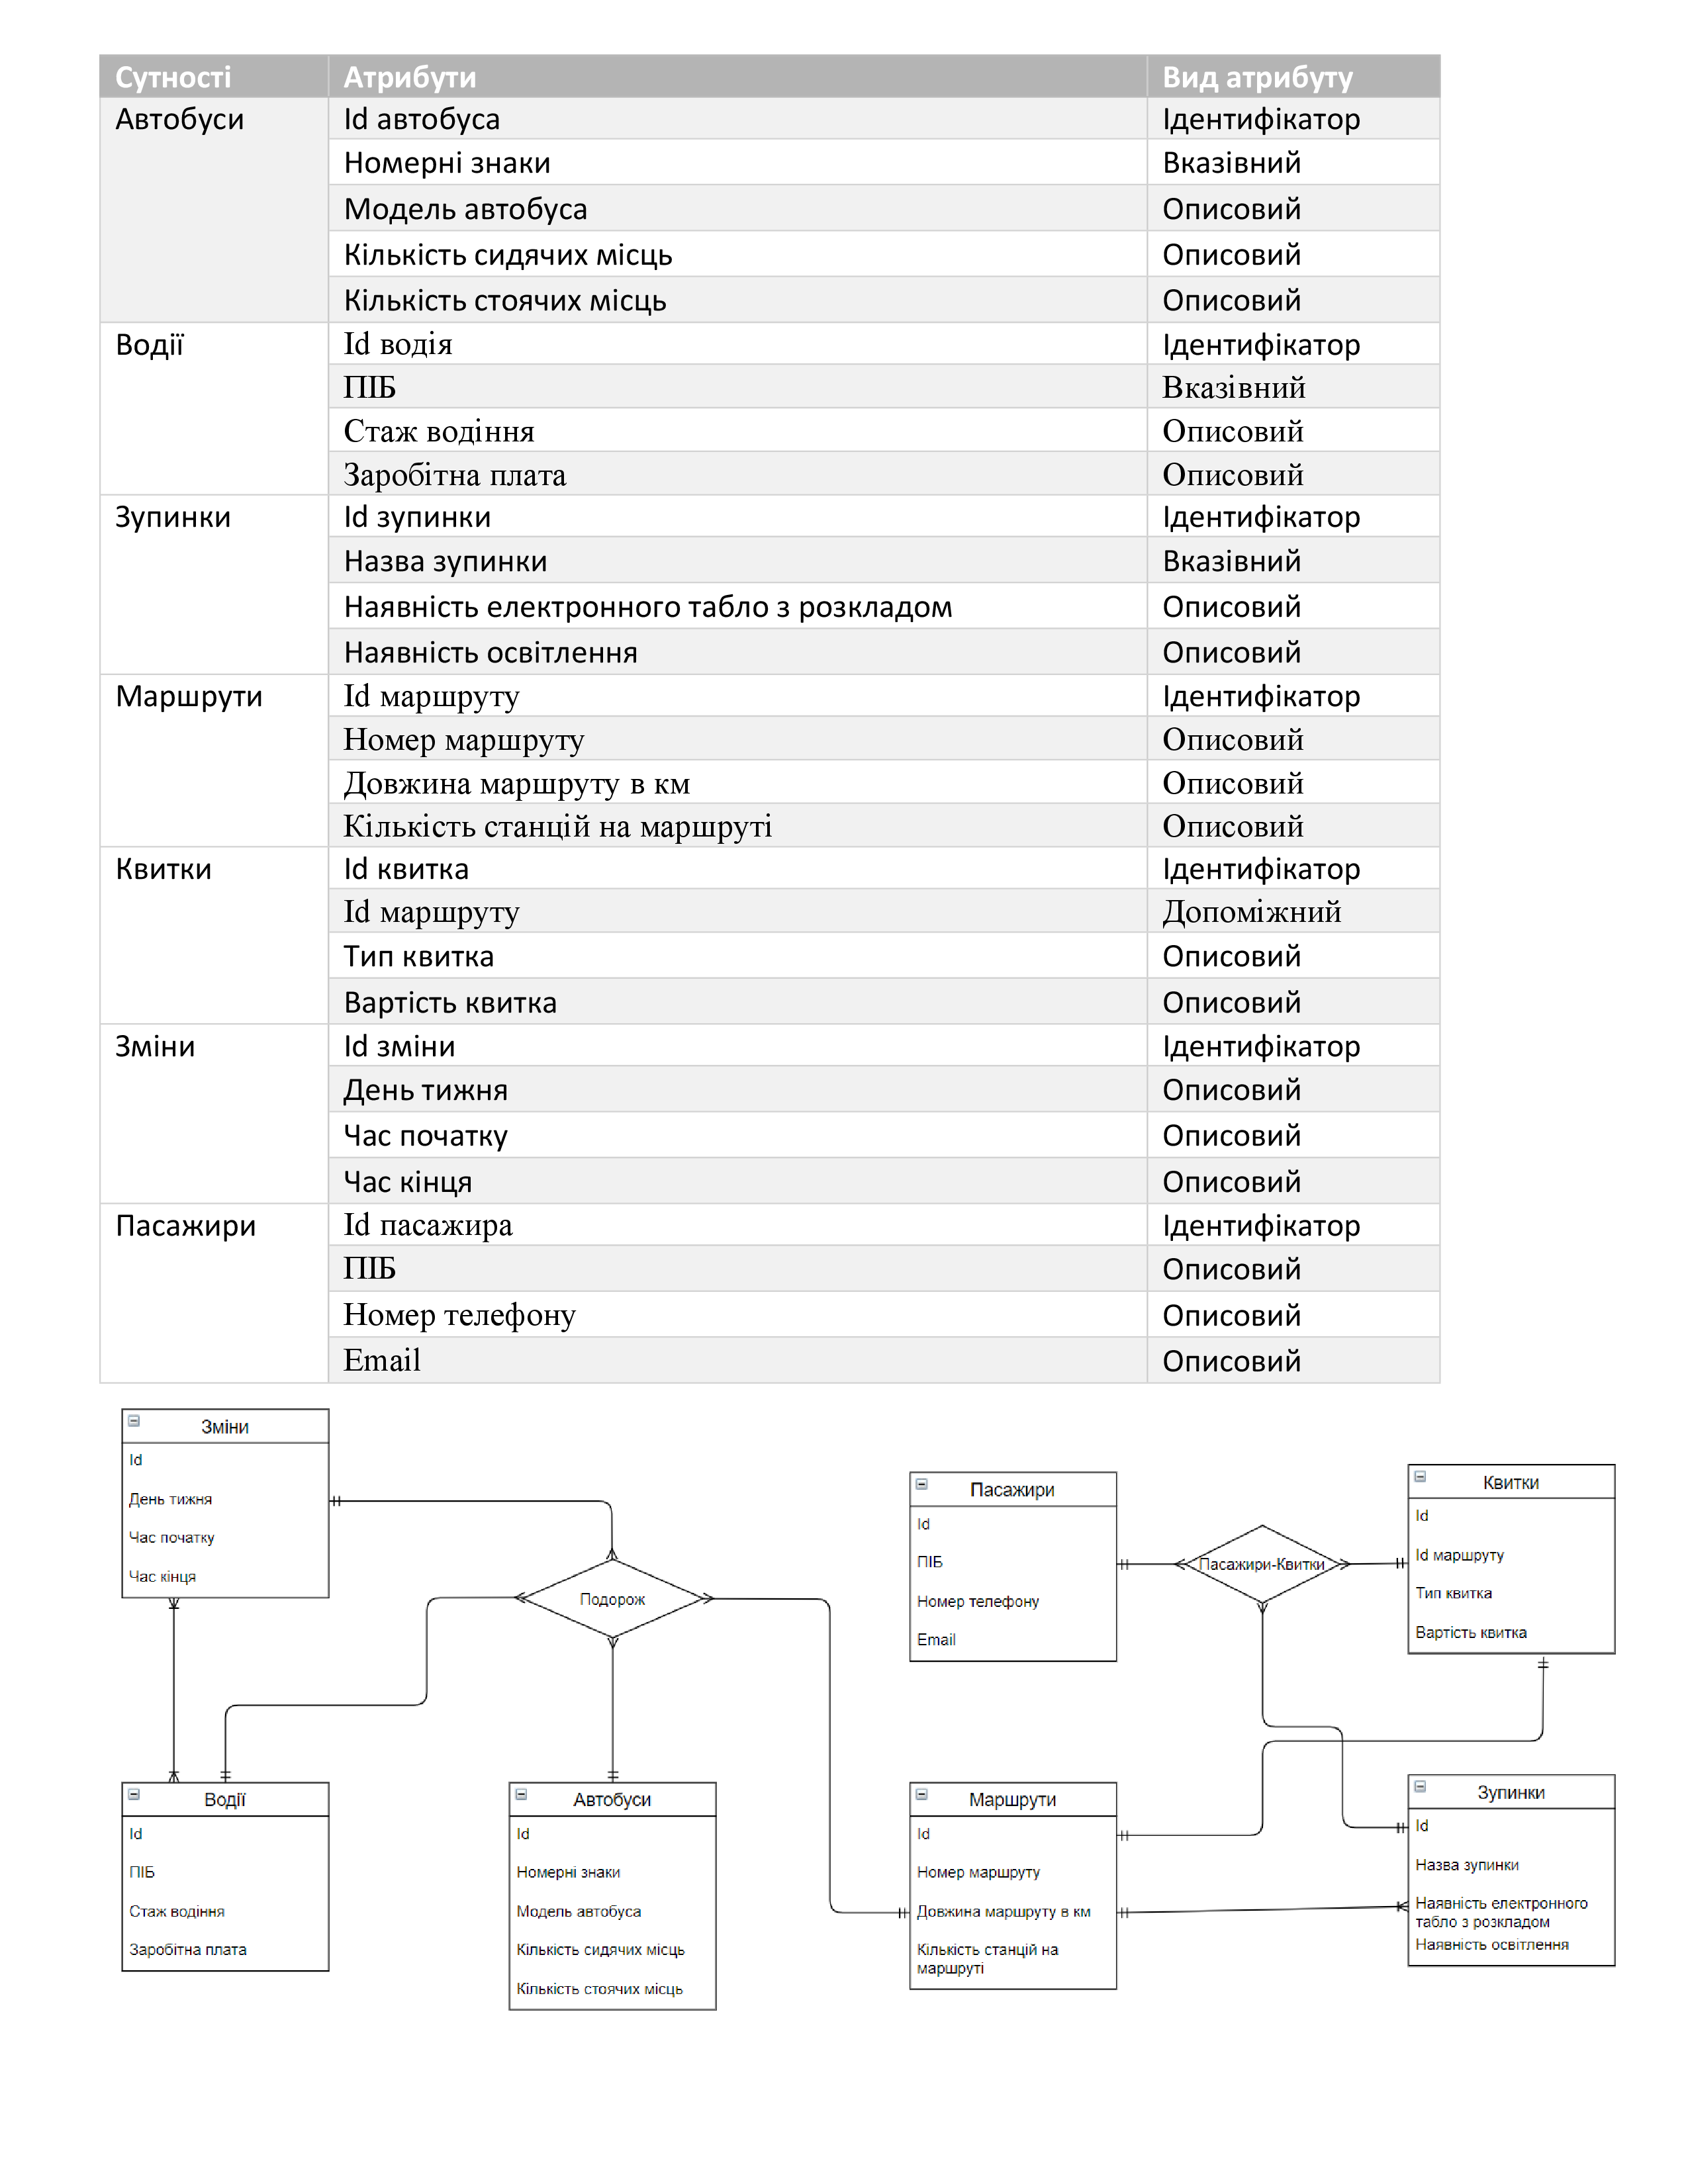 Сутності Атрибути Вид атрибуту
Автобуси Id автобуса Ідентифікатор
Номерні знаки Вказівний
Модель автобуса Описовий
Кількість сидячих місць Описовий
Кількість стоячих місць Описовий
Водії Id водія Ідентифікатор
ПІБ Вказівний
Стаж водіння Описовий
Заробітна плата Описовий
Зупинки Id зупинки Ідентифікатор
Назва зупинки Вказівний
Наявність електронного табло з розкладом Описовий
Наявність освітлення Описовий
Маршрути Id маршруту Ідентифікатор
Номер маршруту Описовий
Довжина маршруту в км Описовий
Кількість станцій на маршруті Описовий
Квитки Id квитка Ідентифікатор
Id маршруту Допоміжний
Тип квитка Описовий
Вартість квитка Описовий
Зміни Id зміни Ідентифікатор
День тижня Описовий
Час початку Описовий
Час кінця Описовий
Пасажири Id пасажира Ідентифікатор
ПІБ Описовий
Номер телефону Описовий
Email Описовий
Зміни
Id
День тижня
Час початку
Час кінця
Подорож
Пасажири
Id
ПІБ
Номер телефону
Email
Пасажири-Квитки
Квитки
Id
Id маршруту
Тип квитка
Вартість квитка
Водії
Id
ПІБ
Стаж водіння
Заробітна плата
Автобуси
Id
Номерні знаки
Модель автобуса
Кількість сидячих місць
Кількість стоячих місць
Маршрути
Id
Номер маршруту
Довжина маршруту в км
Кількість станцій на
маршруті
Зупинки
Id
Назва зупинки
Наявність електронного
табло з розкладом
Наявність освітлення